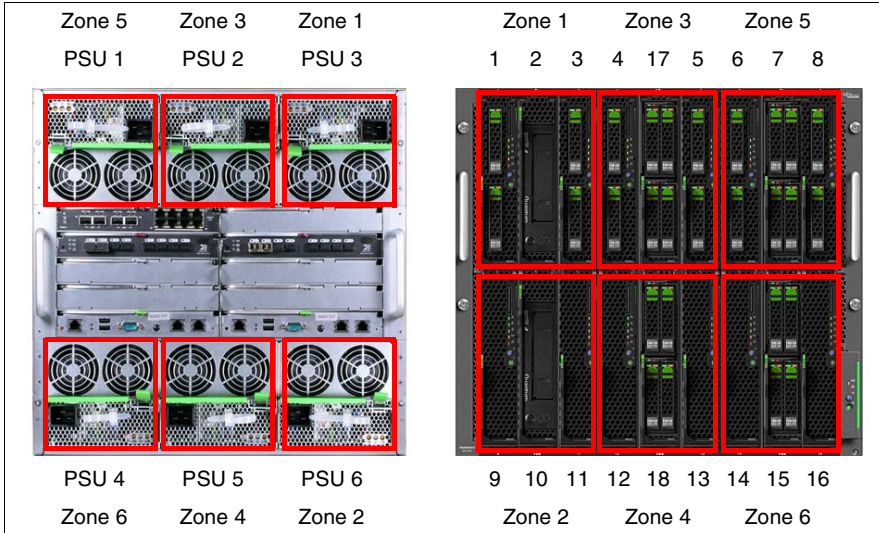 Zone 5 Zone 3 Zone 1 Zone 1 Zone 3 Zone 5
PSU 1 PSU 2 PSU 3 1 2 3 4 17 5 6 7 8
Quantum
Quantum
PSU 4 PSU 5 PSU 6 9 10 11 12 18 13 14 15 16
Zone 6 Zone 4 Zone 2 Zone 2 Zone 4 Zone 6